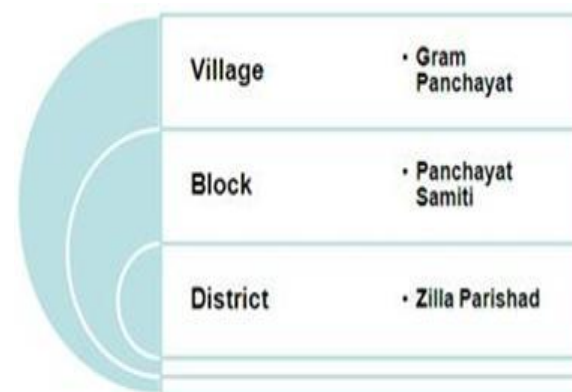 Village
• Gram
Panchayat
Block
• Panchayat
Samiti
District
• Zilla Parishad